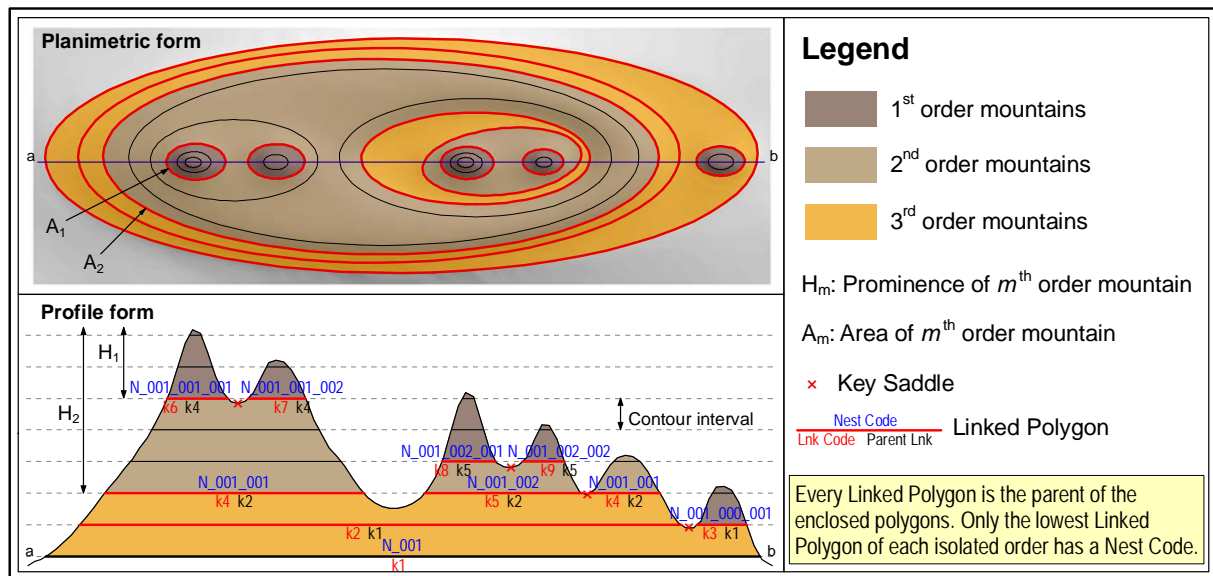 Planimetric form
a
b
A1
A2
Profile form
H1
H2
N_001_001_001 N_001_001_002
k6 k4 k7 k4
Contour interval
N_001_002_001 N_001_002_002
k8 k5 k9 k5
N_001_001 N_001_002 N_001_001
k4 k2 k5 k2 k4 k2
N_001_000_001
k2 k1 k3 k1
a N_001 b
k1
Legend
1st order mountains
2nd order mountains
3rd order mountains
Hm: Prominence of mth order mountain
Am: Area of mth order mountain
× Key Saddle
Nest Code
Linked Polygon
Lnk Code Parent Lnk
Every Linked Polygon is the parent of the
enclosed polygons. Only the lowest Linked
Polygon of each isolated order has a Nest Code.